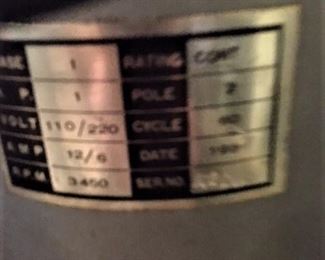 ASE 1 RATING CONT
P. 1 POLE 2
VOLT 110/220 CYCLE 60
AMP 12/6 DATE
R.P.M 3450 SER.NO.